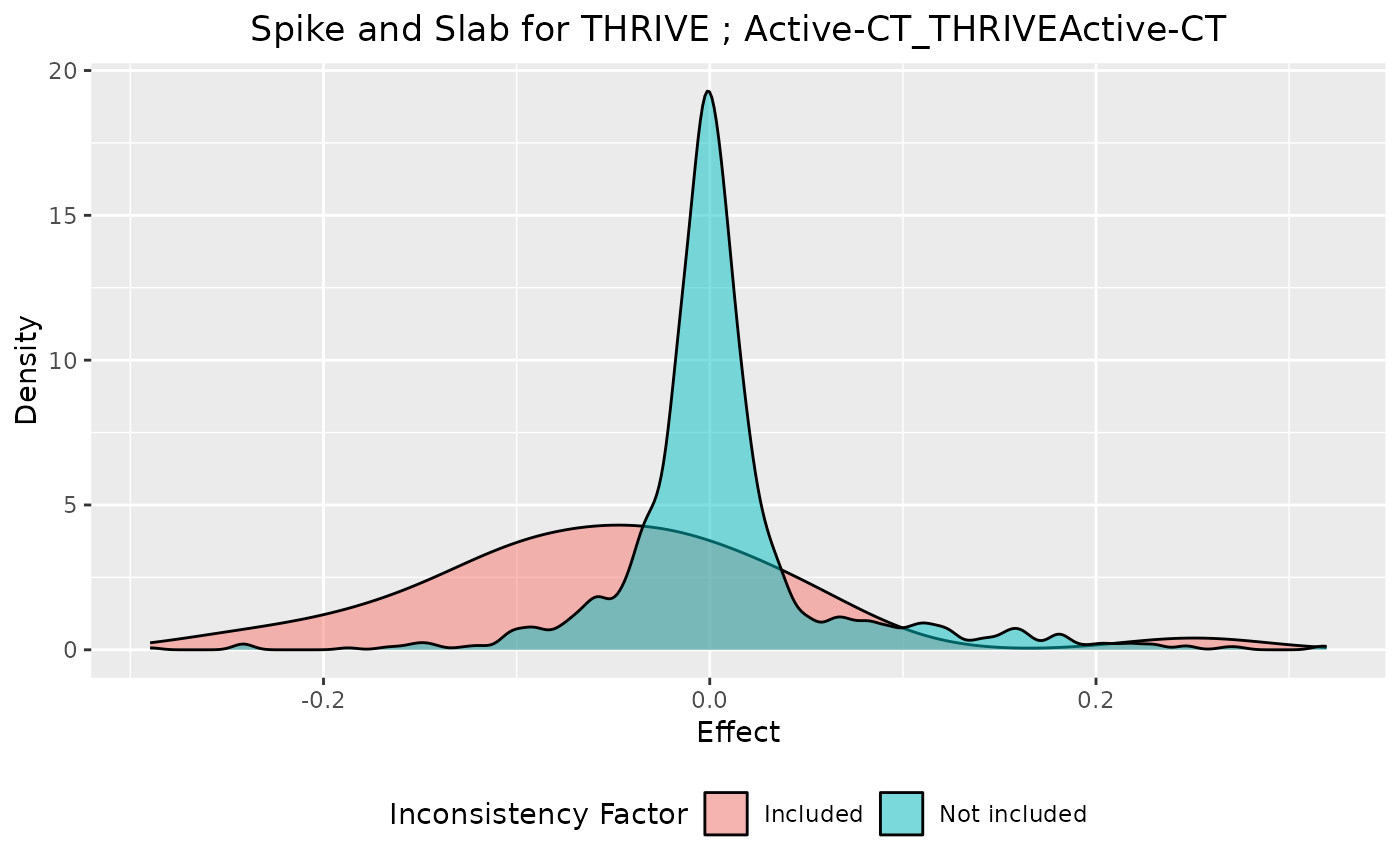 Spike and Slab for THRIVE ; Active-CT_THRIVEActive-CT
20
15
10
5
0
Density
-0.2 0.0 0.2
Effect
Inconsistency Factor Included Not included